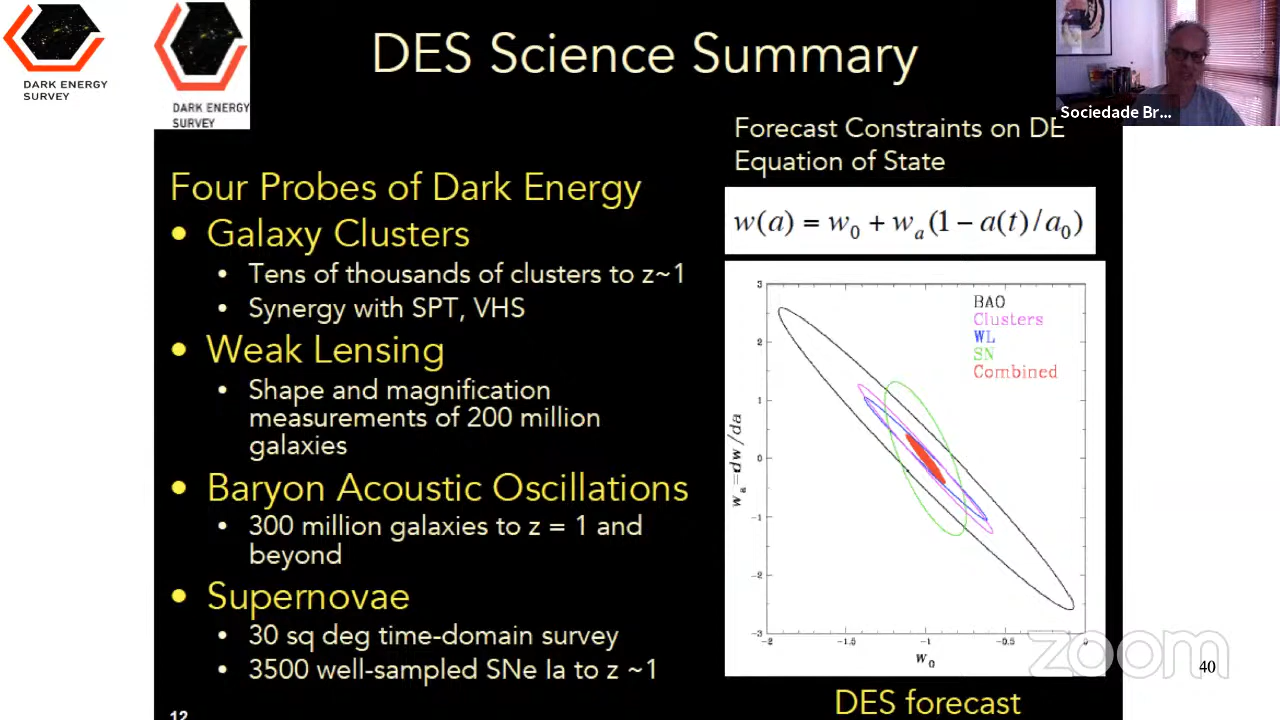 DARK ENERGY
SURVEY
DARK ENERGY
SURVEY
DES Science Summary
Sociedade Br...
Four Probes of Dark Energy
• Galaxy Clusters
• Tens of thousands of clusters to z~1
• Synergy with SPT, VHS
• Weak Lensing
• Shape and magnification
measurements of 200 million
galaxies
• Baryon Acoustic Oscillations
• 300 million galaxies to z = 1 and
beyond
• Supernovae
• 30 sq deg time-domain survey
• 3500 well-sampled SNe Ia to z ~1
12
Forecast Constraints on DE
Equation of State
w(a) = w₀ + wₐ(1 − a(t)/a₀)
BAO
Clusters
WL
SN
Combined
3
2
1
0
−1
−2
−3
wₐ=dw/da
−2
−1.5
−1
−0.5
0
w₀
zoom
DES forecast
40